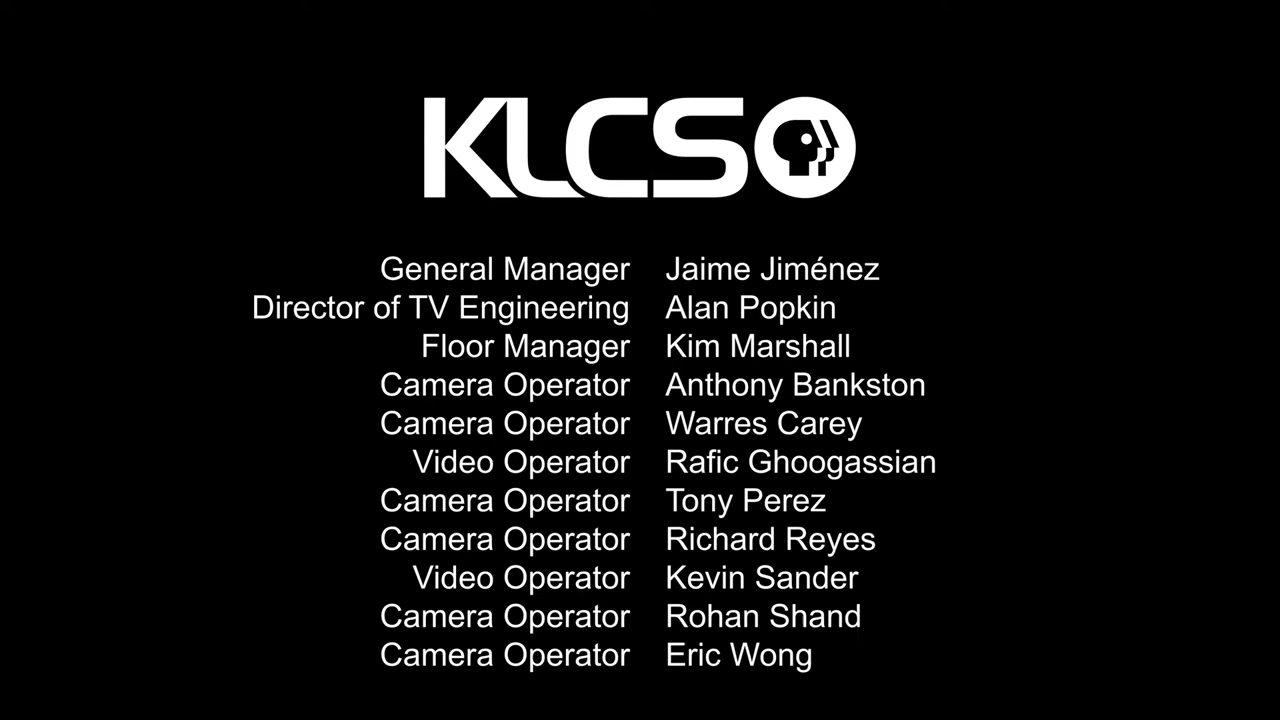 KLCS
General Manager Jaime Jiménez
Director of TV Engineering Alan Popkin
Floor Manager Kim Marshall
Camera Operator Anthony Bankston
Camera Operator Warres Carey
Video Operator Rafic Ghoogassian
Camera Operator Tony Perez
Camera Operator Richard Reyes
Video Operator Kevin Sander
Camera Operator Rohan Shand
Camera Operator Eric Wong